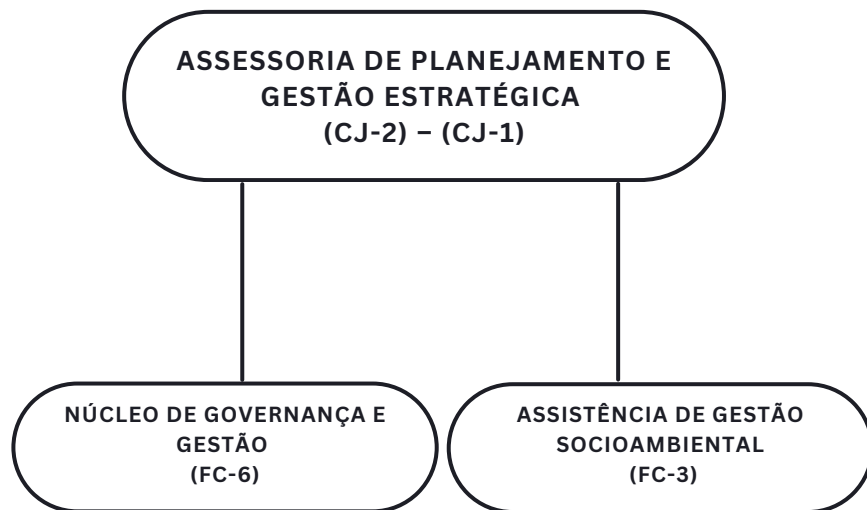 ASSESSORIA DE PLANEJAMENTO E
GESTÃO ESTRATÉGICA
(CJ-2) – (CJ-1)
NÚCLEO DE GOVERNANÇA E
GESTÃO
(FC-6)
ASSISTÊNCIA DE GESTÃO
SOCIOAMBIENTAL
(FC-3)